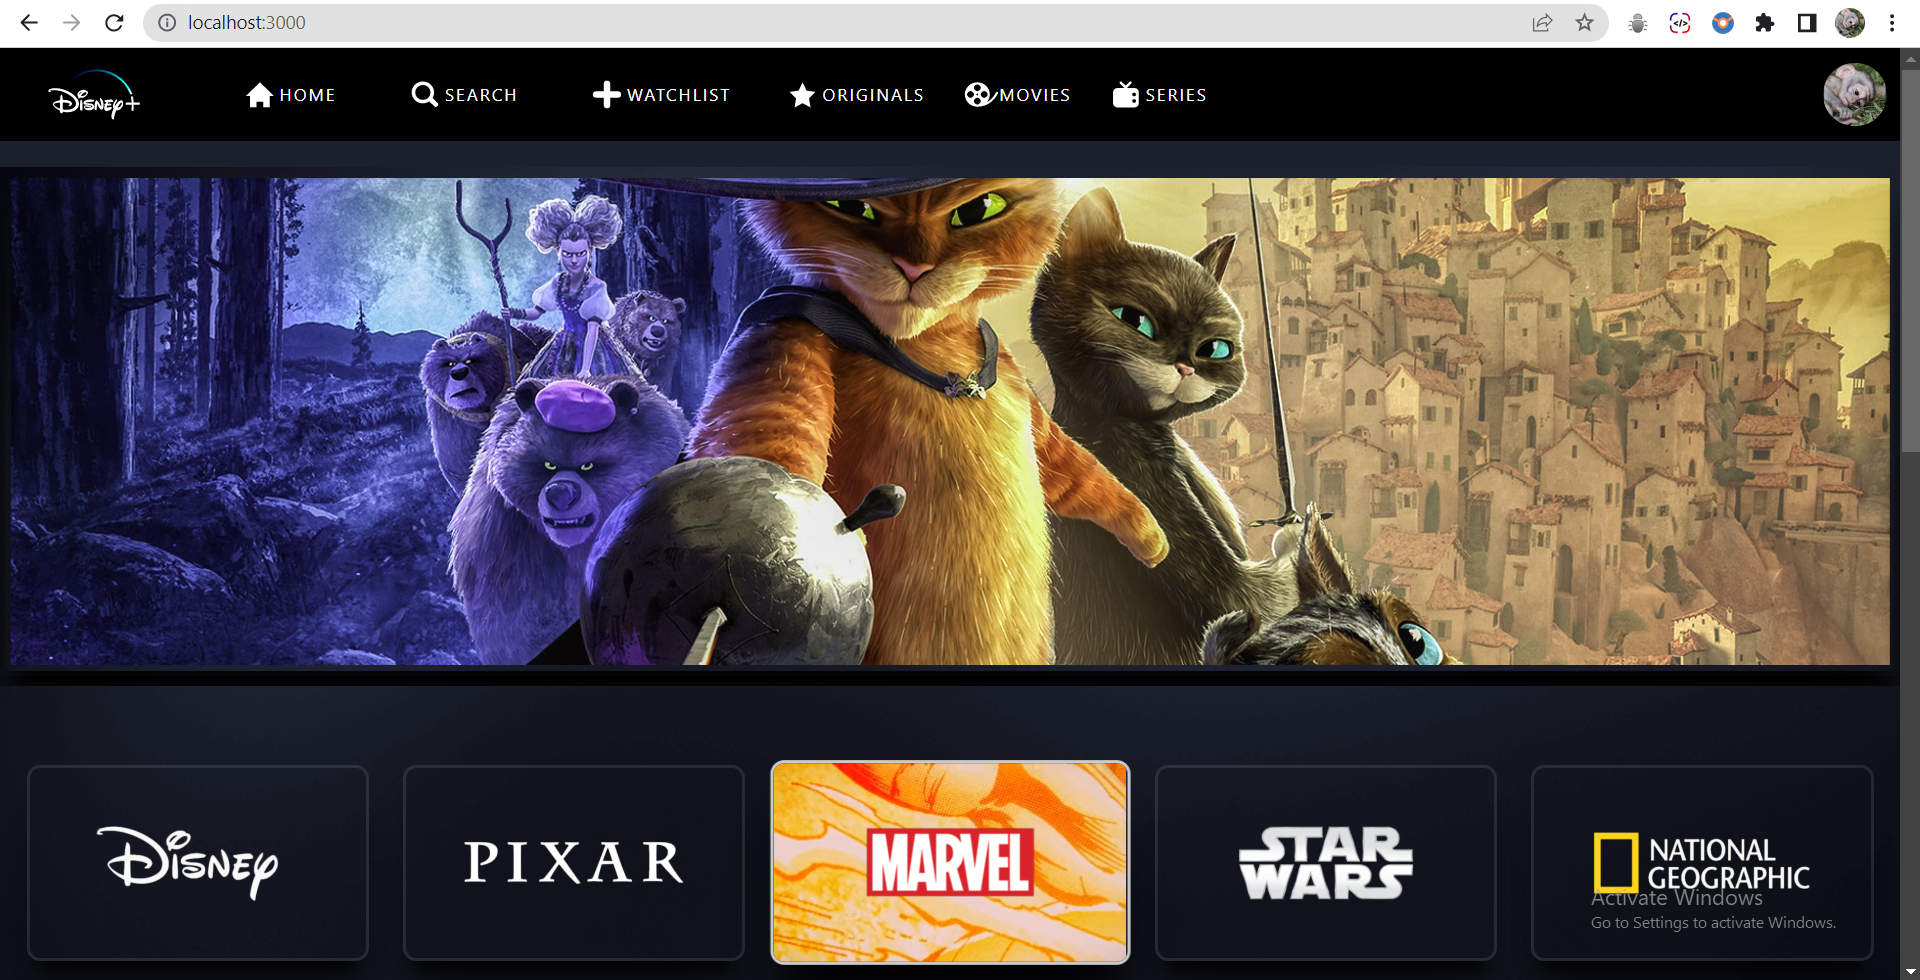 localhost:3000
Disney+ HOME SEARCH WATCHLIST ORIGINALS MOVIES SERIES
Disney
PIXAR
MARVEL
STAR
WARS
NATIONAL
GEOGRAPHIC
Activate Windows
Go to Settings to activate Windows.